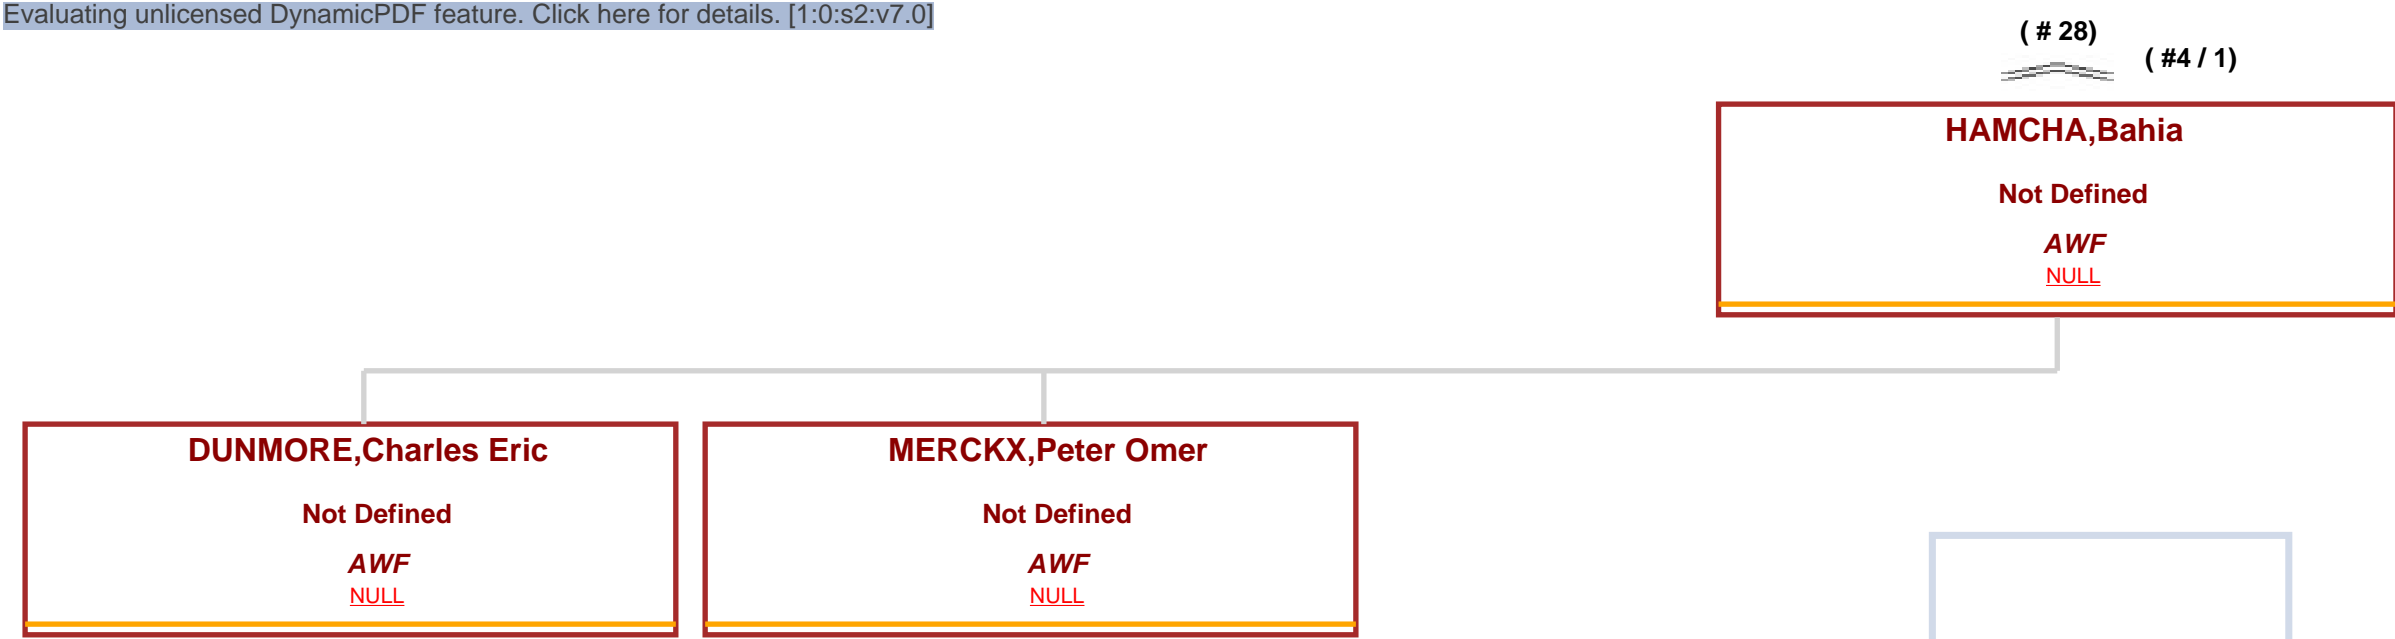 Evaluating unlicensed DynamicPDF feature. Click here for details. [1:0:s2:v7.0]
( # 28)
( #4 / 1)
HAMCHA,Bahia
Not Defined
AWF
NULL
DUNMORE,Charles Eric
Not Defined
AWF
NULL
MERCKX,Peter Omer
Not Defined
AWF
NULL